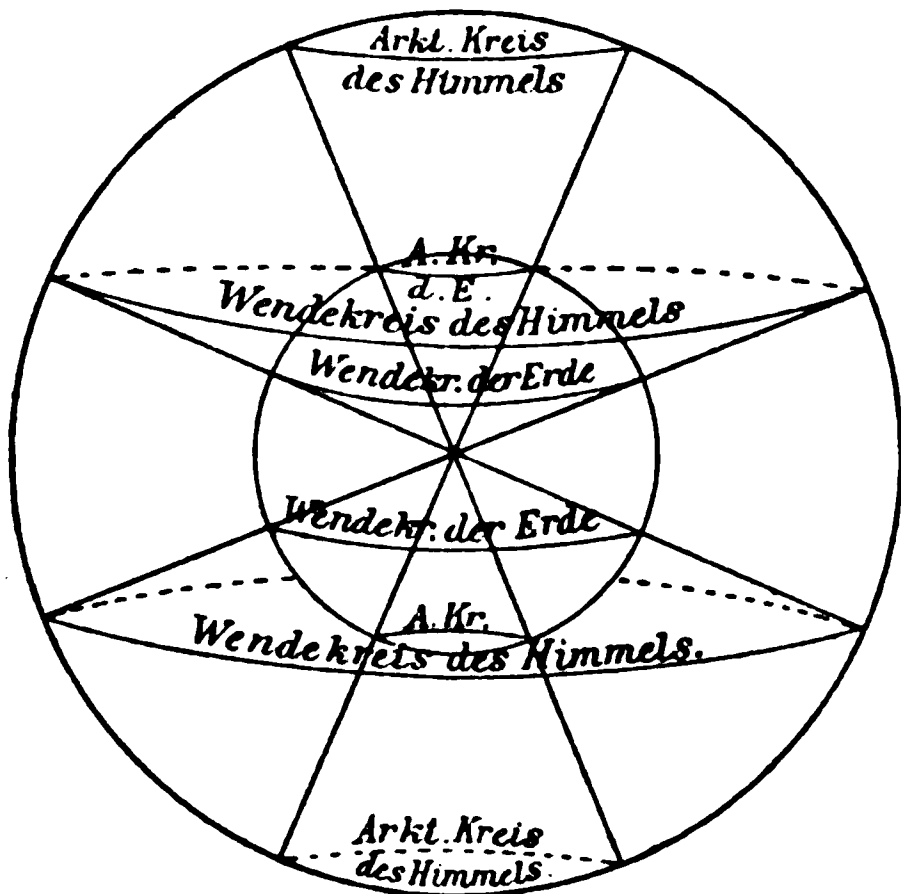 Arkt. Kreis
des Himmels
A. Kr.
d. E.
Wendekreis des Himmels
Wendekr. der Erde
Wendekr. der Erde
A. Kr.
Wendekreis des Himmels.
Arkt. Kreis
des Himmels.